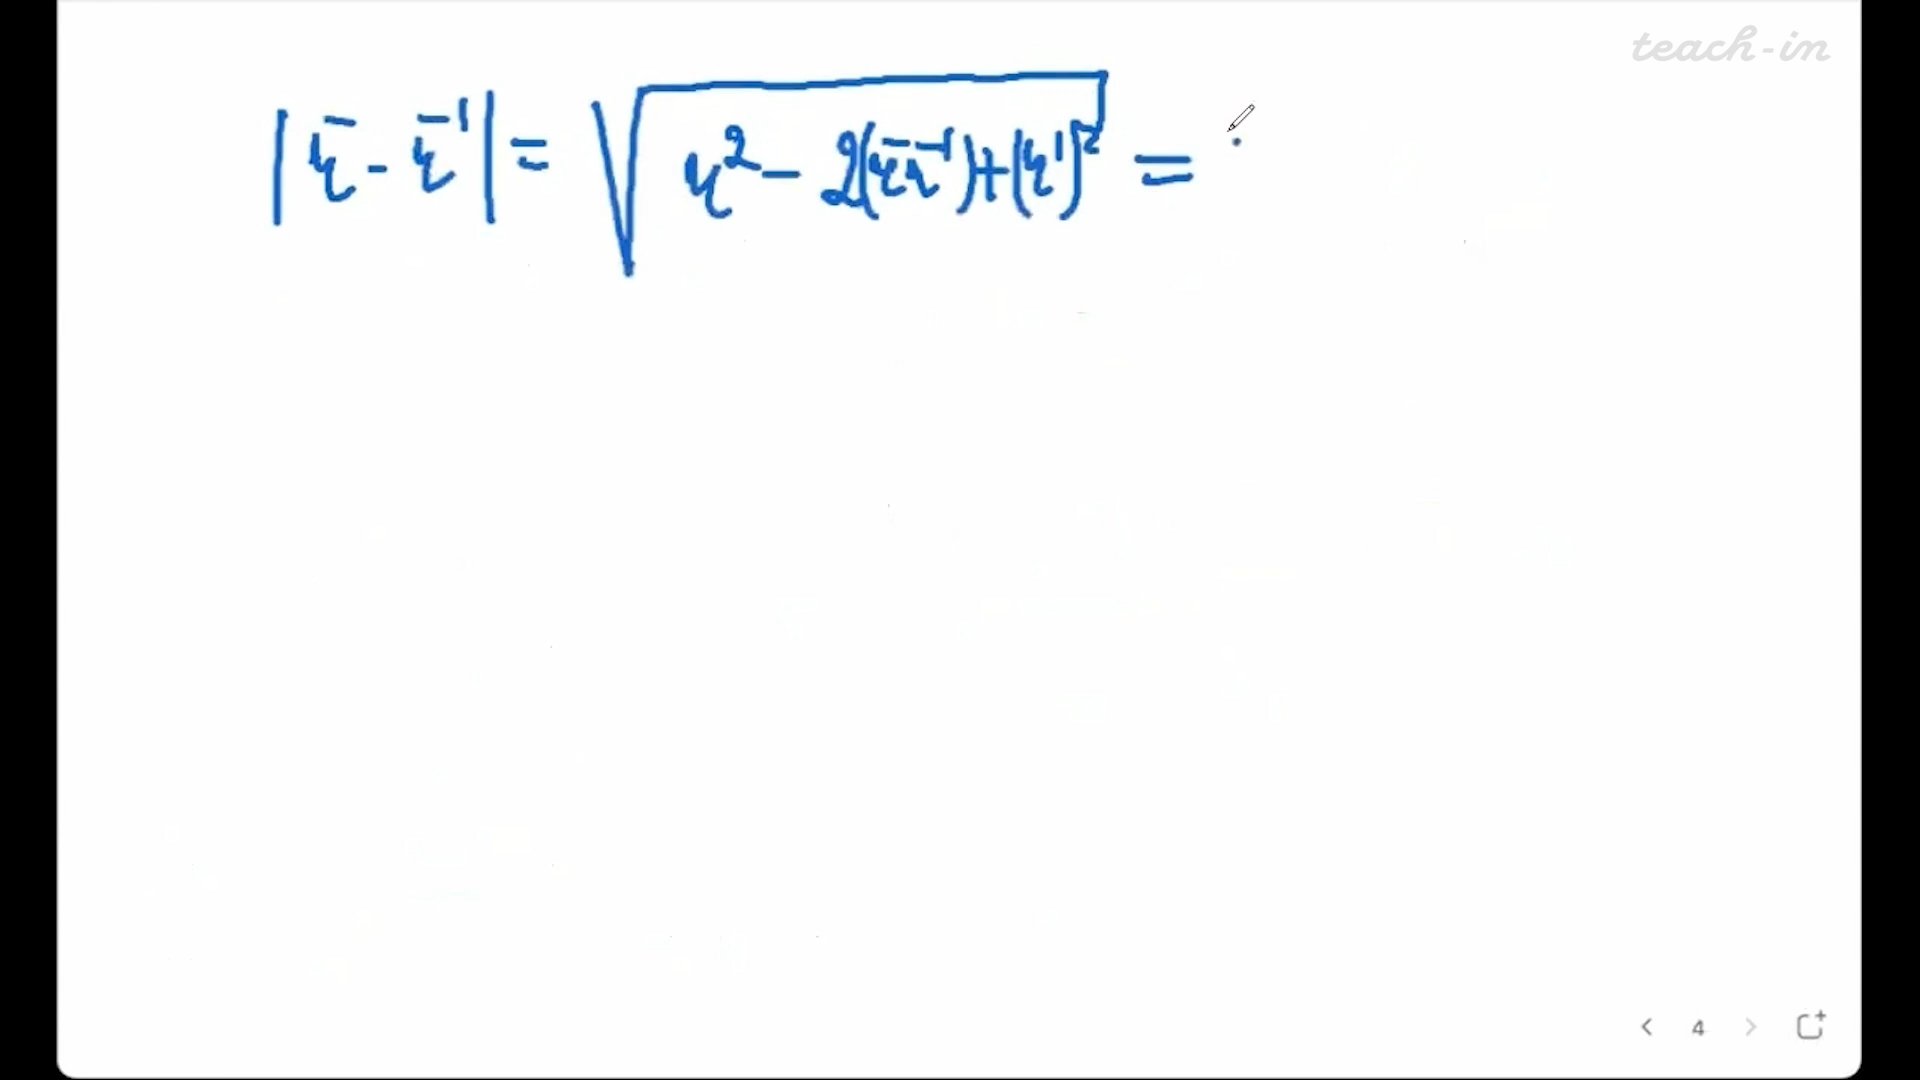 teach-in
|r̄ - r̄'| = √(r² - 2(r̄ r̄') + (r')²) =
4